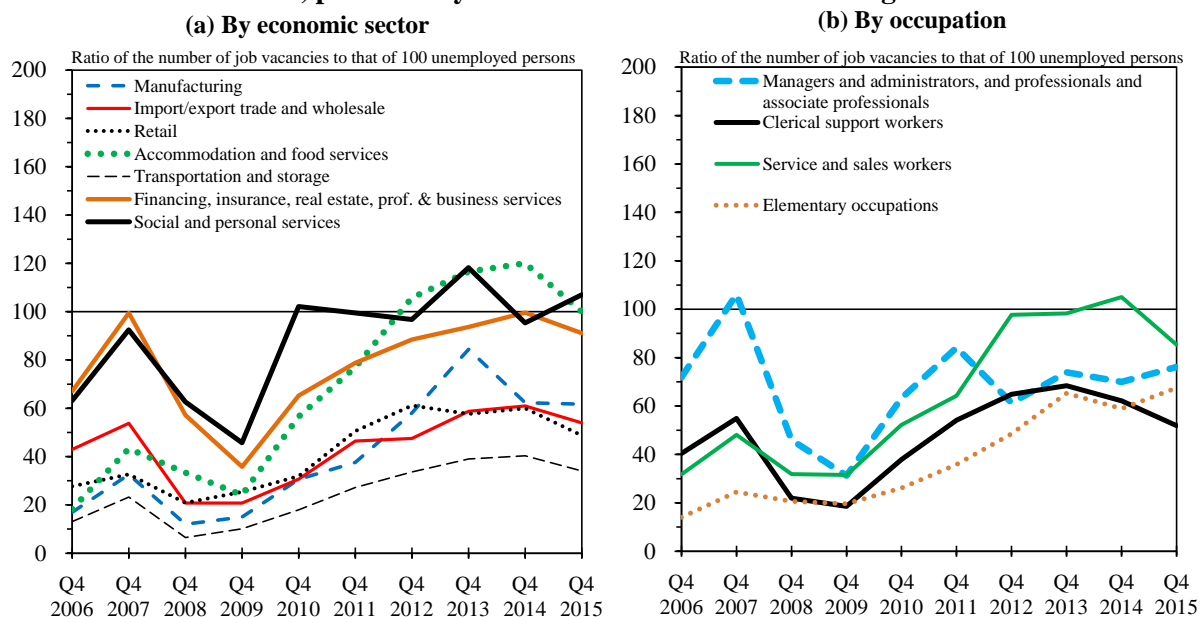 (a) By economic sector
Ratio of the number of job vacancies to that of 100 unemployed persons
200
180
160
140
120
100
80
60
40
20
0
Manufacturing
Import/export trade and wholesale
Retail
Accommodation and food services
Transportation and storage
Financing, insurance, real estate, prof. & business services
Social and personal services
Q4 Q4 Q4 Q4 Q4 Q4 Q4 Q4 Q4 Q4
2006 2007 2008 2009 2010 2011 2012 2013 2014 2015
(b) By occupation
Ratio of the number of job vacancies to that of 100 unemployed persons
200
180
160
140
120
100
80
60
40
20
0
Managers and administrators, and professionals and
associate professionals
Clerical support workers
Service and sales workers
Elementary occupations
Q4 Q4 Q4 Q4 Q4 Q4 Q4 Q4 Q4 Q4
2006 2007 2008 2009 2010 2011 2012 2013 2014 2015